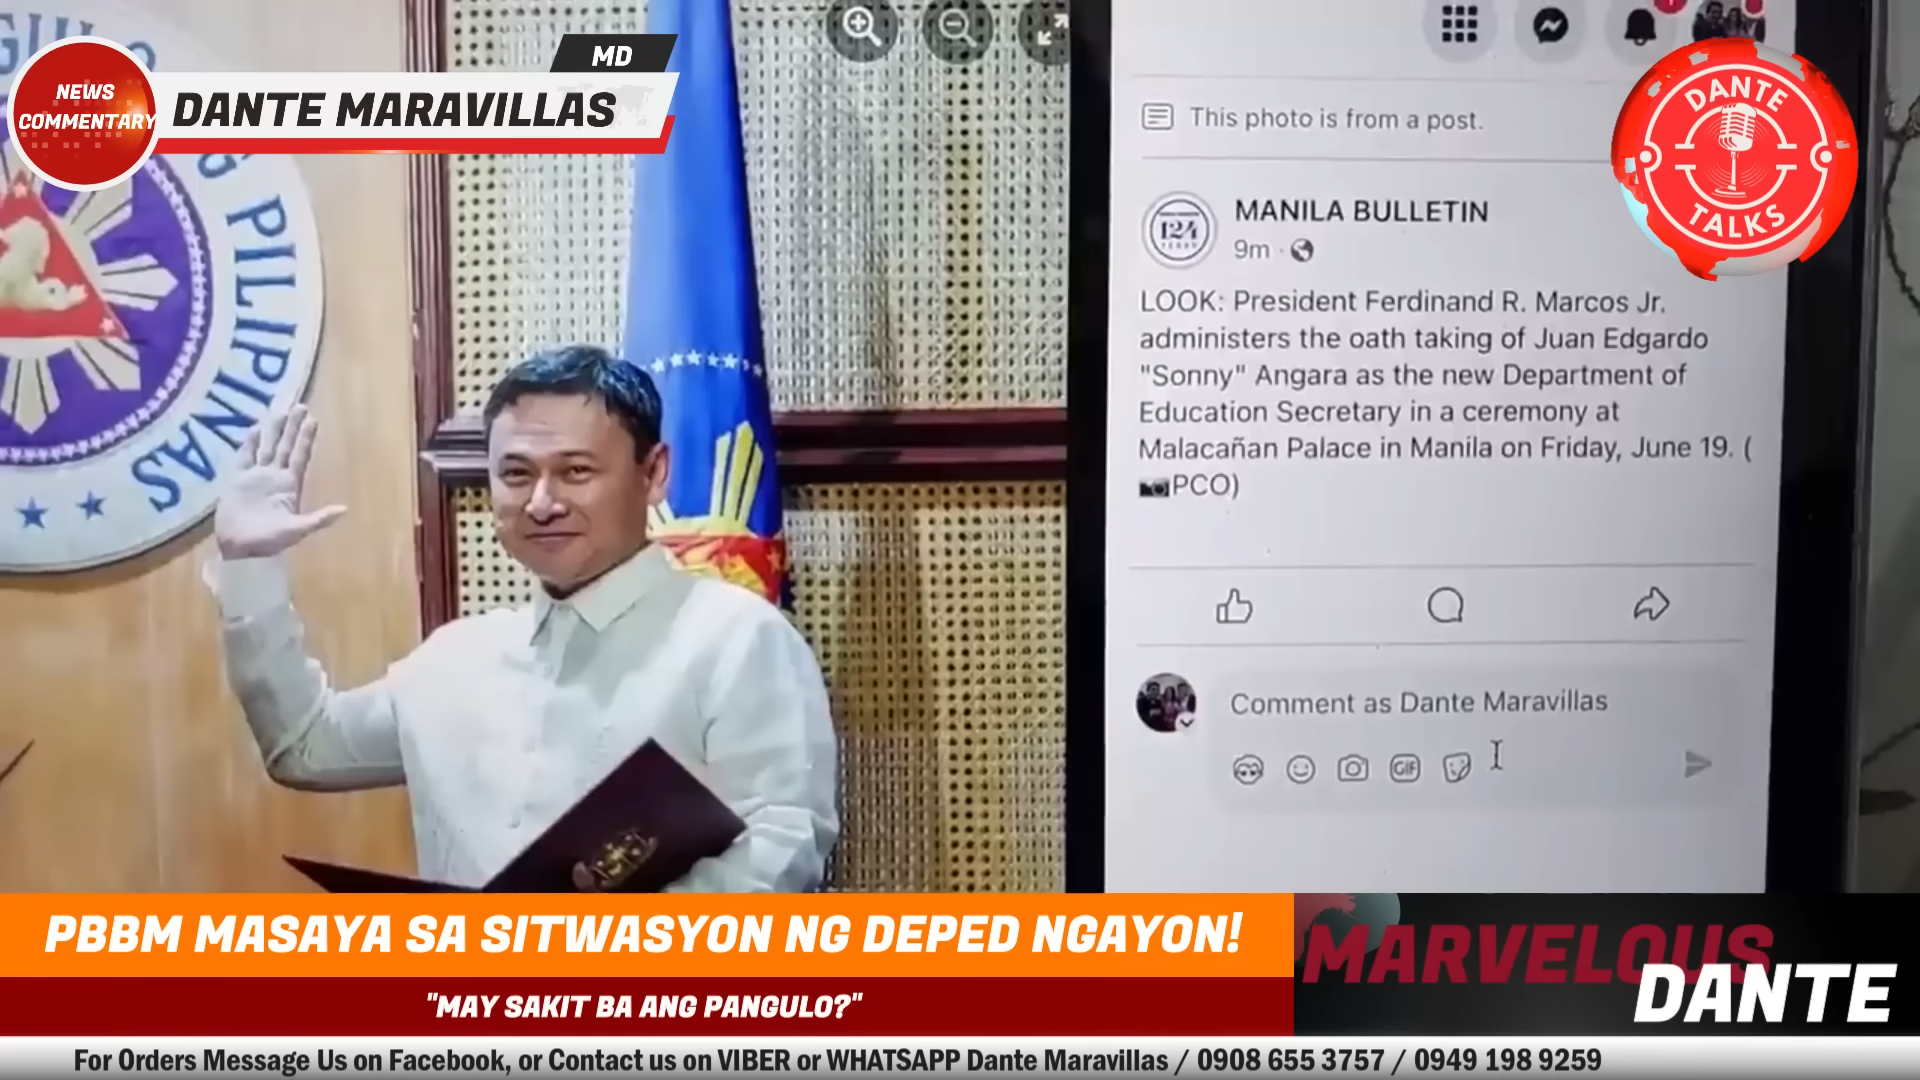 MD
NEWS
COMMENTARY
DANTE MARAVILLAS
PILIPINAS
This photo is from a post.
DANTE
TALKS
124
MANILA BULLETIN
9m
LOOK: President Ferdinand R. Marcos Jr.
administers the oath taking of Juan Edgardo
"Sonny" Angara as the new Department of
Education Secretary in a ceremony at
Malacañan Palace in Manila on Friday, June 19. (
PCO)
Comment as Dante Maravillas
GIF
PBBM MASAYA SA SITWASYON NG DEPED NGAYON!
"MAY SAKIT BA ANG PANGULO?"
MARVELOUS
DANTE
For Orders Message Us on Facebook, or Contact us on VIBER or WHATSAPP Dante Maravillas / 0908 655 3757 / 0949 198 9259